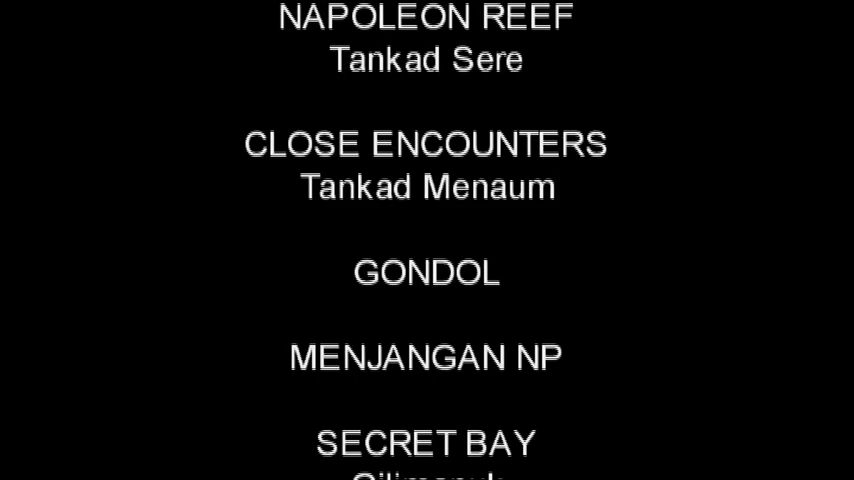 NAPOLEON REEF
Tankad Sere
CLOSE ENCOUNTERS
Tankad Menaum
GONDOL
MENJANGAN NP
SECRET BAY